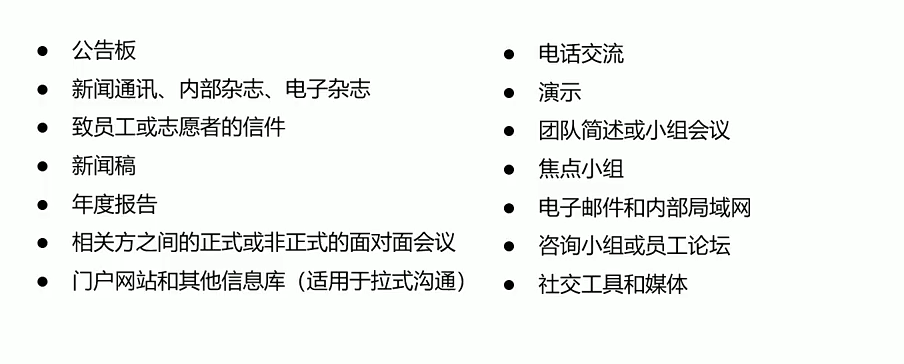 ● 公告板
● 新闻通讯、内部杂志、电子杂志
● 致员工或志愿者的信件
● 新闻稿
● 年度报告
● 相关方之间的正式或非正式的面对面会议
● 门户网站和其他信息库（适用于拉式沟通）
● 电话交流
● 演示
● 团队简述或小组会议
● 焦点小组
● 电子邮件和内部局域网
● 咨询小组或员工论坛
● 社交工具和媒体